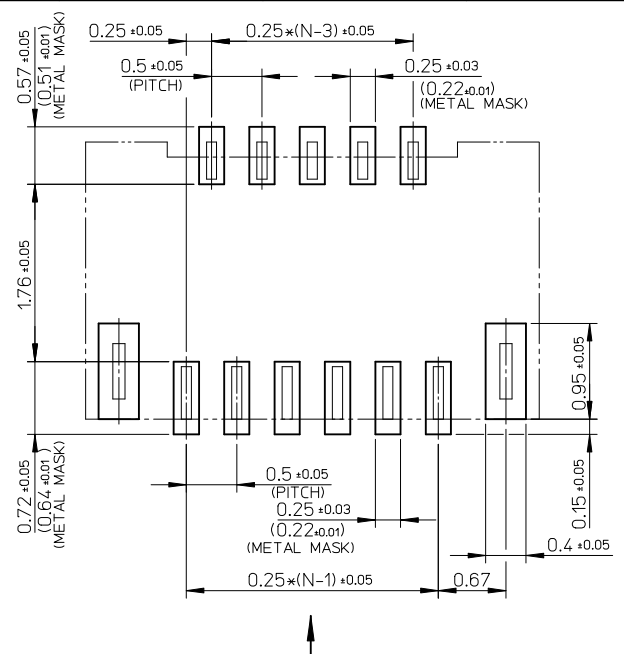 0.25 ±0.05
0.25*(N-3) ±0.05
0.5 ±0.05
(PITCH)
0.25 ±0.03
(0.22±0.01)
(METAL MASK)
0.57 ±0.05
(0.51 ±0.01)
(METAL MASK)
1.76 ±0.05
0.72 ±0.05
(0.64 ±0.01)
(METAL MASK)
0.95 ±0.05
0.15 ±0.05
0.5 ±0.05
(PITCH)
0.25 ±0.03
(0.22±0.01)
(METAL MASK)
0.4 ±0.05
0.25*(N-1) ±0.05
0.67